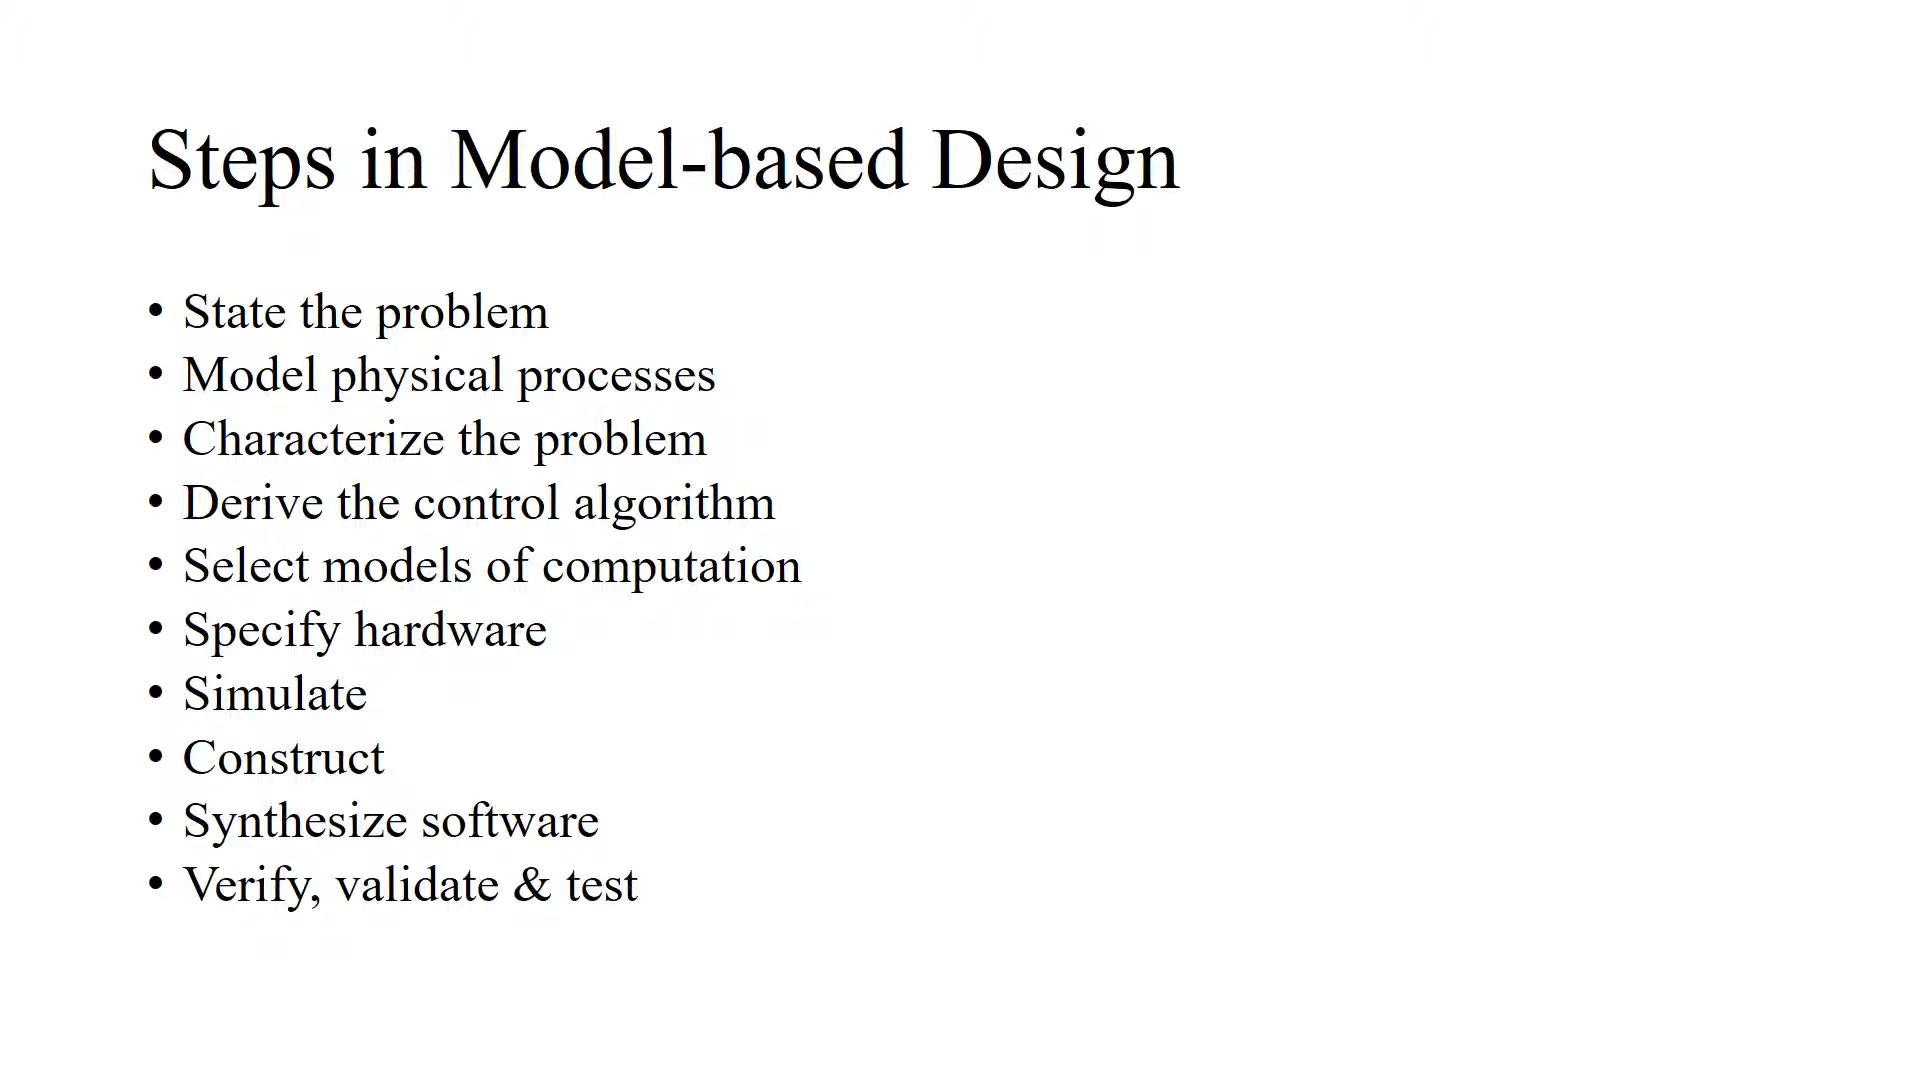 Steps in Model-based Design
• State the problem
• Model physical processes
• Characterize the problem
• Derive the control algorithm
• Select models of computation
• Specify hardware
• Simulate
• Construct
• Synthesize software
• Verify, validate & test